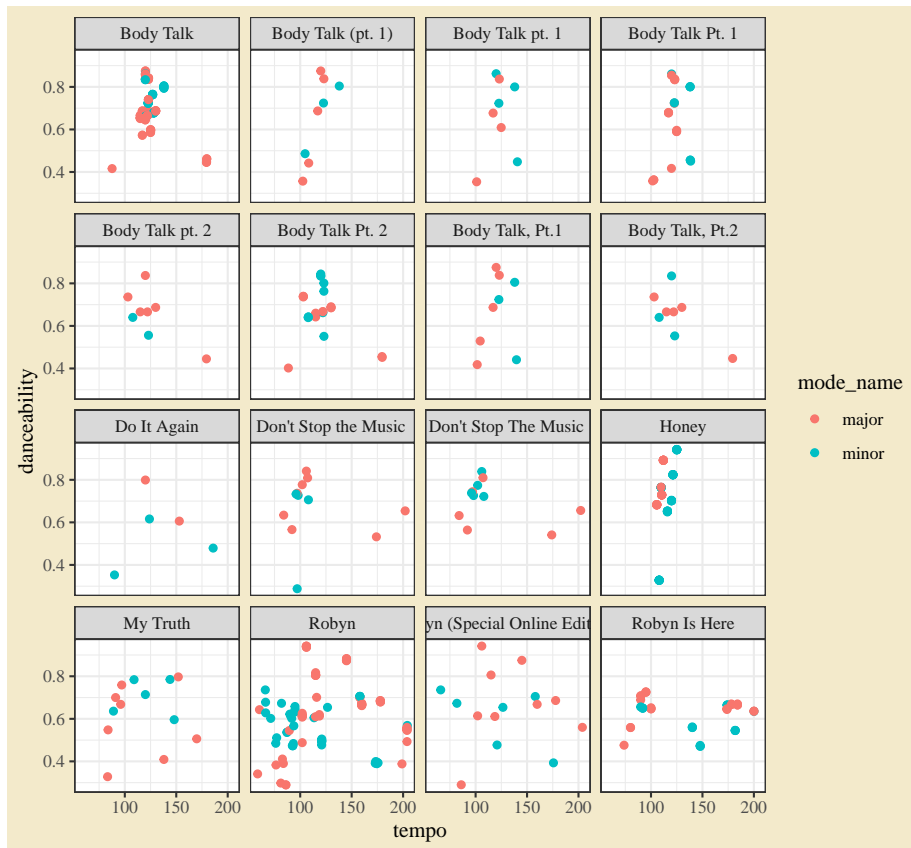 Body Talk
Body Talk (pt. 1)
Body Talk pt. 1
Body Talk Pt. 1
0.8
0.6
0.4
Body Talk pt. 2
Body Talk Pt. 2
Body Talk, Pt.1
Body Talk, Pt.2
0.8
0.6
0.4
danceability
Do It Again
Don't Stop the Music
Don't Stop The Music
Honey
0.8
0.6
0.4
My Truth
Robyn
yn (Special Online Edit
Robyn Is Here
0.8
0.6
0.4
100 150 200
100 150 200
100 150 200
100 150 200
tempo
mode_name
major
minor